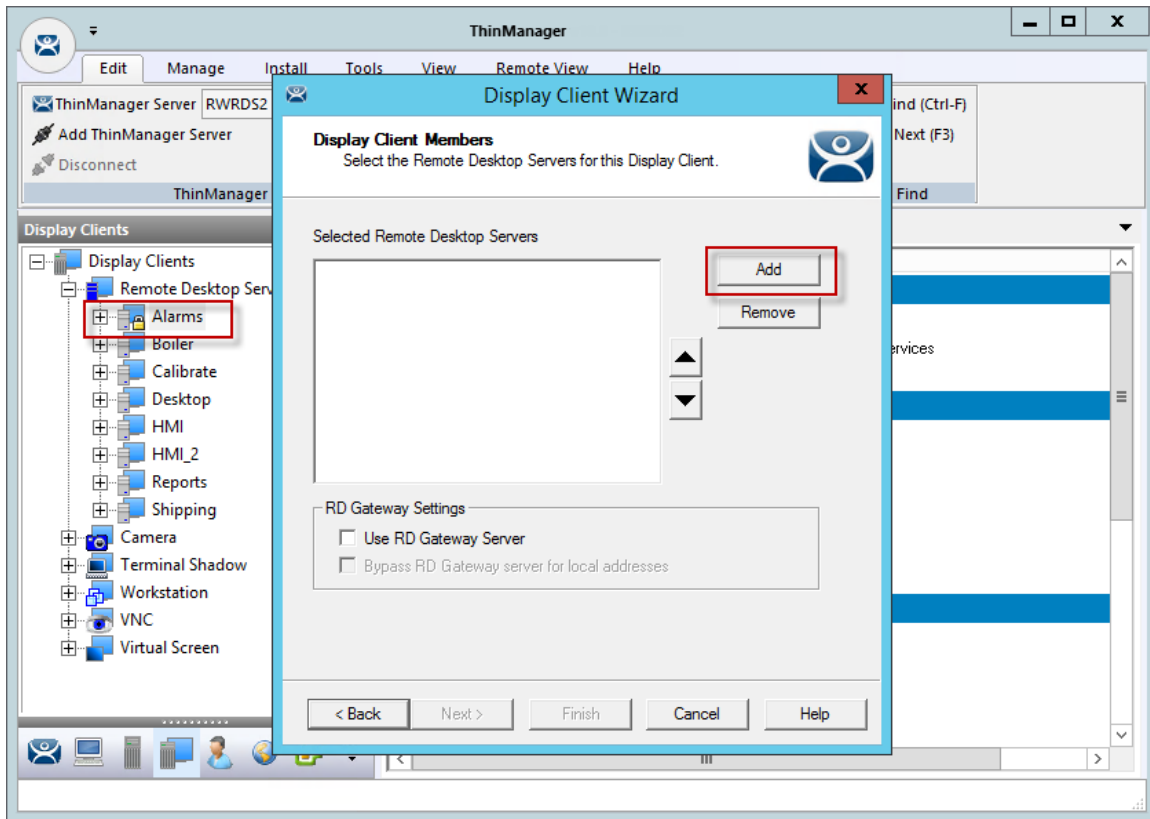 ThinManager
Edit Manage Install Tools View Remote View Help
ThinManager Server RWRDS2
Add ThinManager Server
Disconnect
ThinManager
ind (Ctrl-F)
Next (F3)
Find
Display Client Wizard
X
Display Client Members
Select the Remote Desktop Servers for this Display Client.
Selected Remote Desktop Servers
Add
Remove
RD Gateway Settings
Use RD Gateway Server
Bypass RD Gateway server for local addresses
< Back Next > Finish Cancel Help
Display Clients
Display Clients
Remote Desktop Serv
Alarms
Boiler
Calibrate
Desktop
HMI
HMI_2
Reports
Shipping
Camera
Terminal Shadow
Workstation
VNC
Virtual Screen
ervices